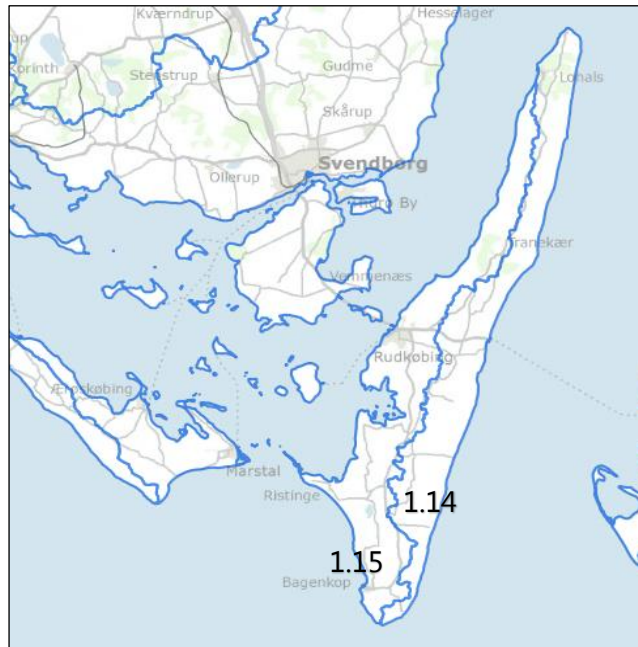 Kværndrup
Hesselager
Korinth
Gudme
Stenstrup
Lohals
Skårup
Svendborg
Ollerup
Thurø By
Tranekær
Vemmenæs
Rudkøbing
Ærøskøbing
Marstal
Ristinge
1.14
1.15
Bagenkop